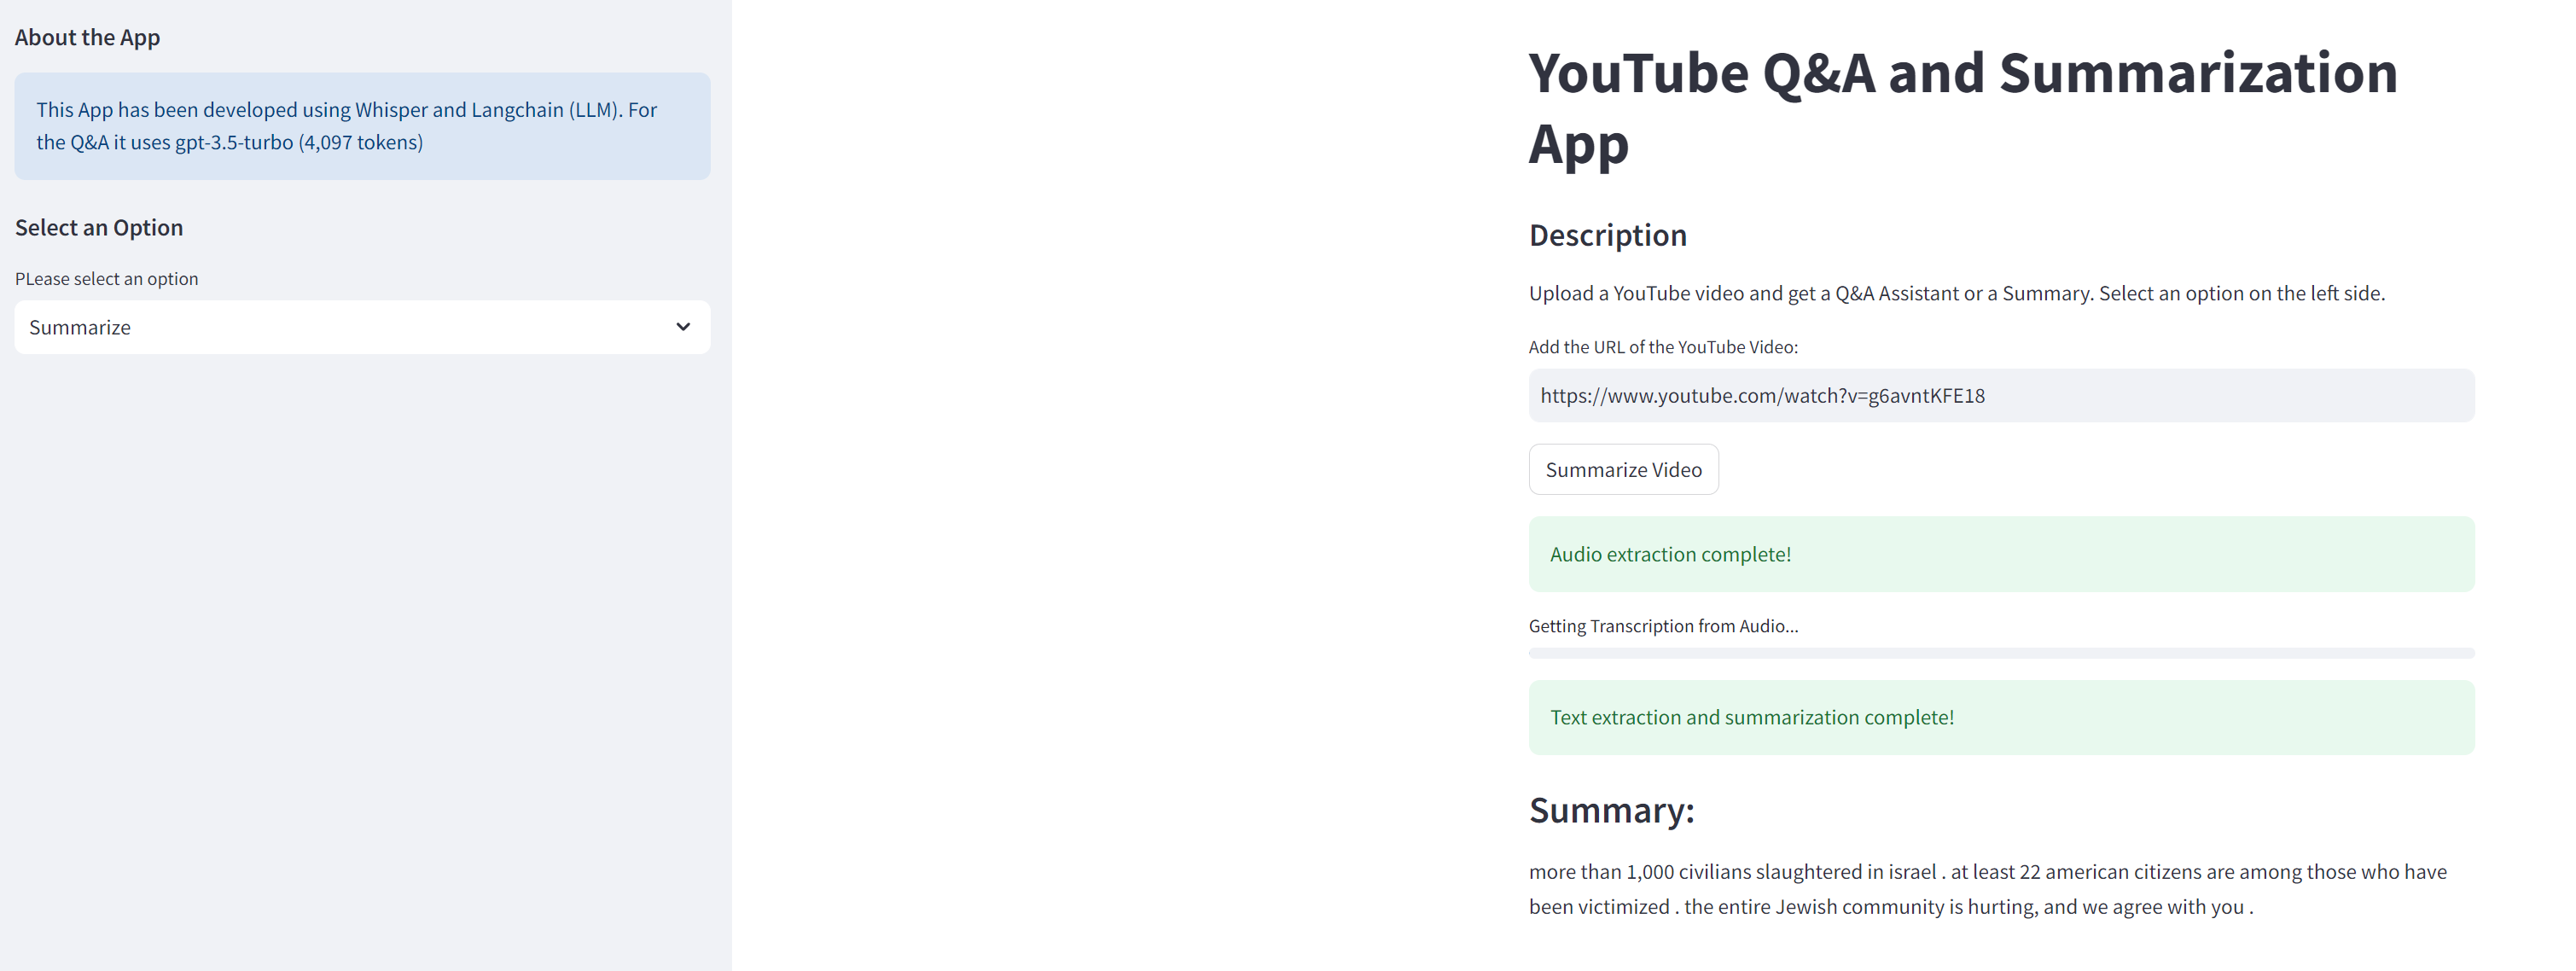 About the App
This App has been developed using Whisper and Langchain (LLM). For
the Q&A it uses gpt-3.5-turbo (4,097 tokens)
Select an Option
PLease select an option
Summarize
YouTube Q&A and Summarization
App
Description
Upload a YouTube video and get a Q&A Assistant or a Summary. Select an option on the left side.
Add the URL of the YouTube Video:
https://www.youtube.com/watch?v=g6avntKFE18
Summarize Video
Audio extraction complete!
Getting Transcription from Audio...
Text extraction and summarization complete!
Summary:
more than 1,000 civilians slaughtered in israel . at least 22 american citizens are among those who have
been victimized . the entire Jewish community is hurting, and we agree with you .